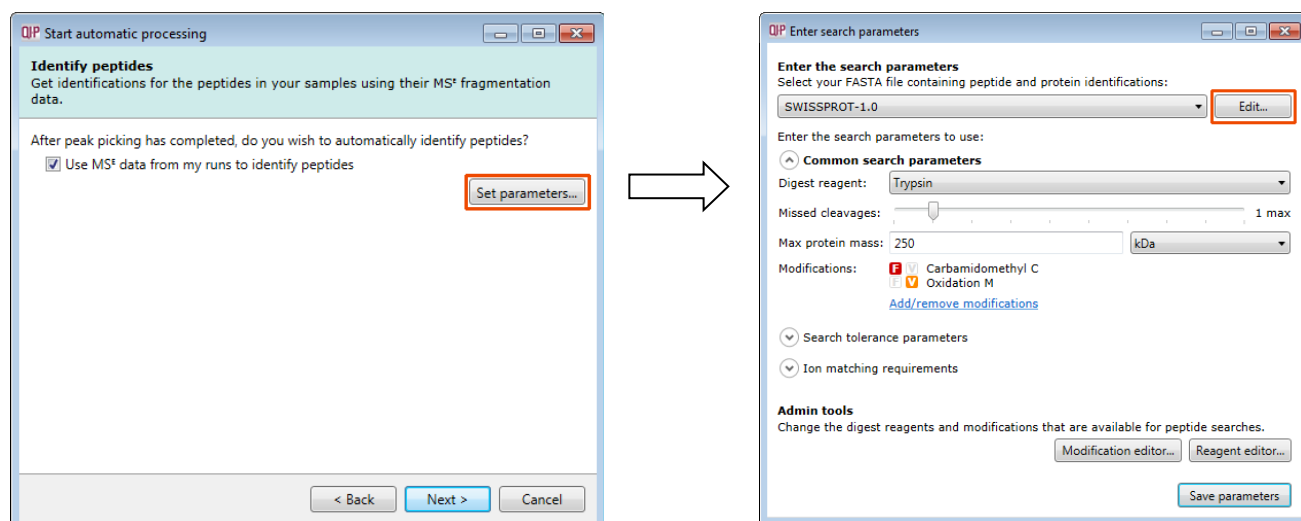 QIP Start automatic processing
Identify peptides
Get identifications for the peptides in your samples using their MSᴱ fragmentation
data.
After peak picking has completed, do you wish to automatically identify peptides?
Use MSᴱ data from my runs to identify peptides
Set parameters...
< Back Next > Cancel
QIP Enter search parameters
Enter the search parameters
Select your FASTA file containing peptide and protein identifications:
SWISSPROT-1.0 Edit...
Enter the search parameters to use:
Common search parameters
Digest reagent: Trypsin
Missed cleavages: 1 max
Max protein mass: 250 kDa
Modifications: F V Carbamidomethyl C
F V Oxidation M
Add/remove modifications
Search tolerance parameters
Ion matching requirements
Admin tools
Change the digest reagents and modifications that are available for peptide searches.
Modification editor... Reagent editor...
Save parameters